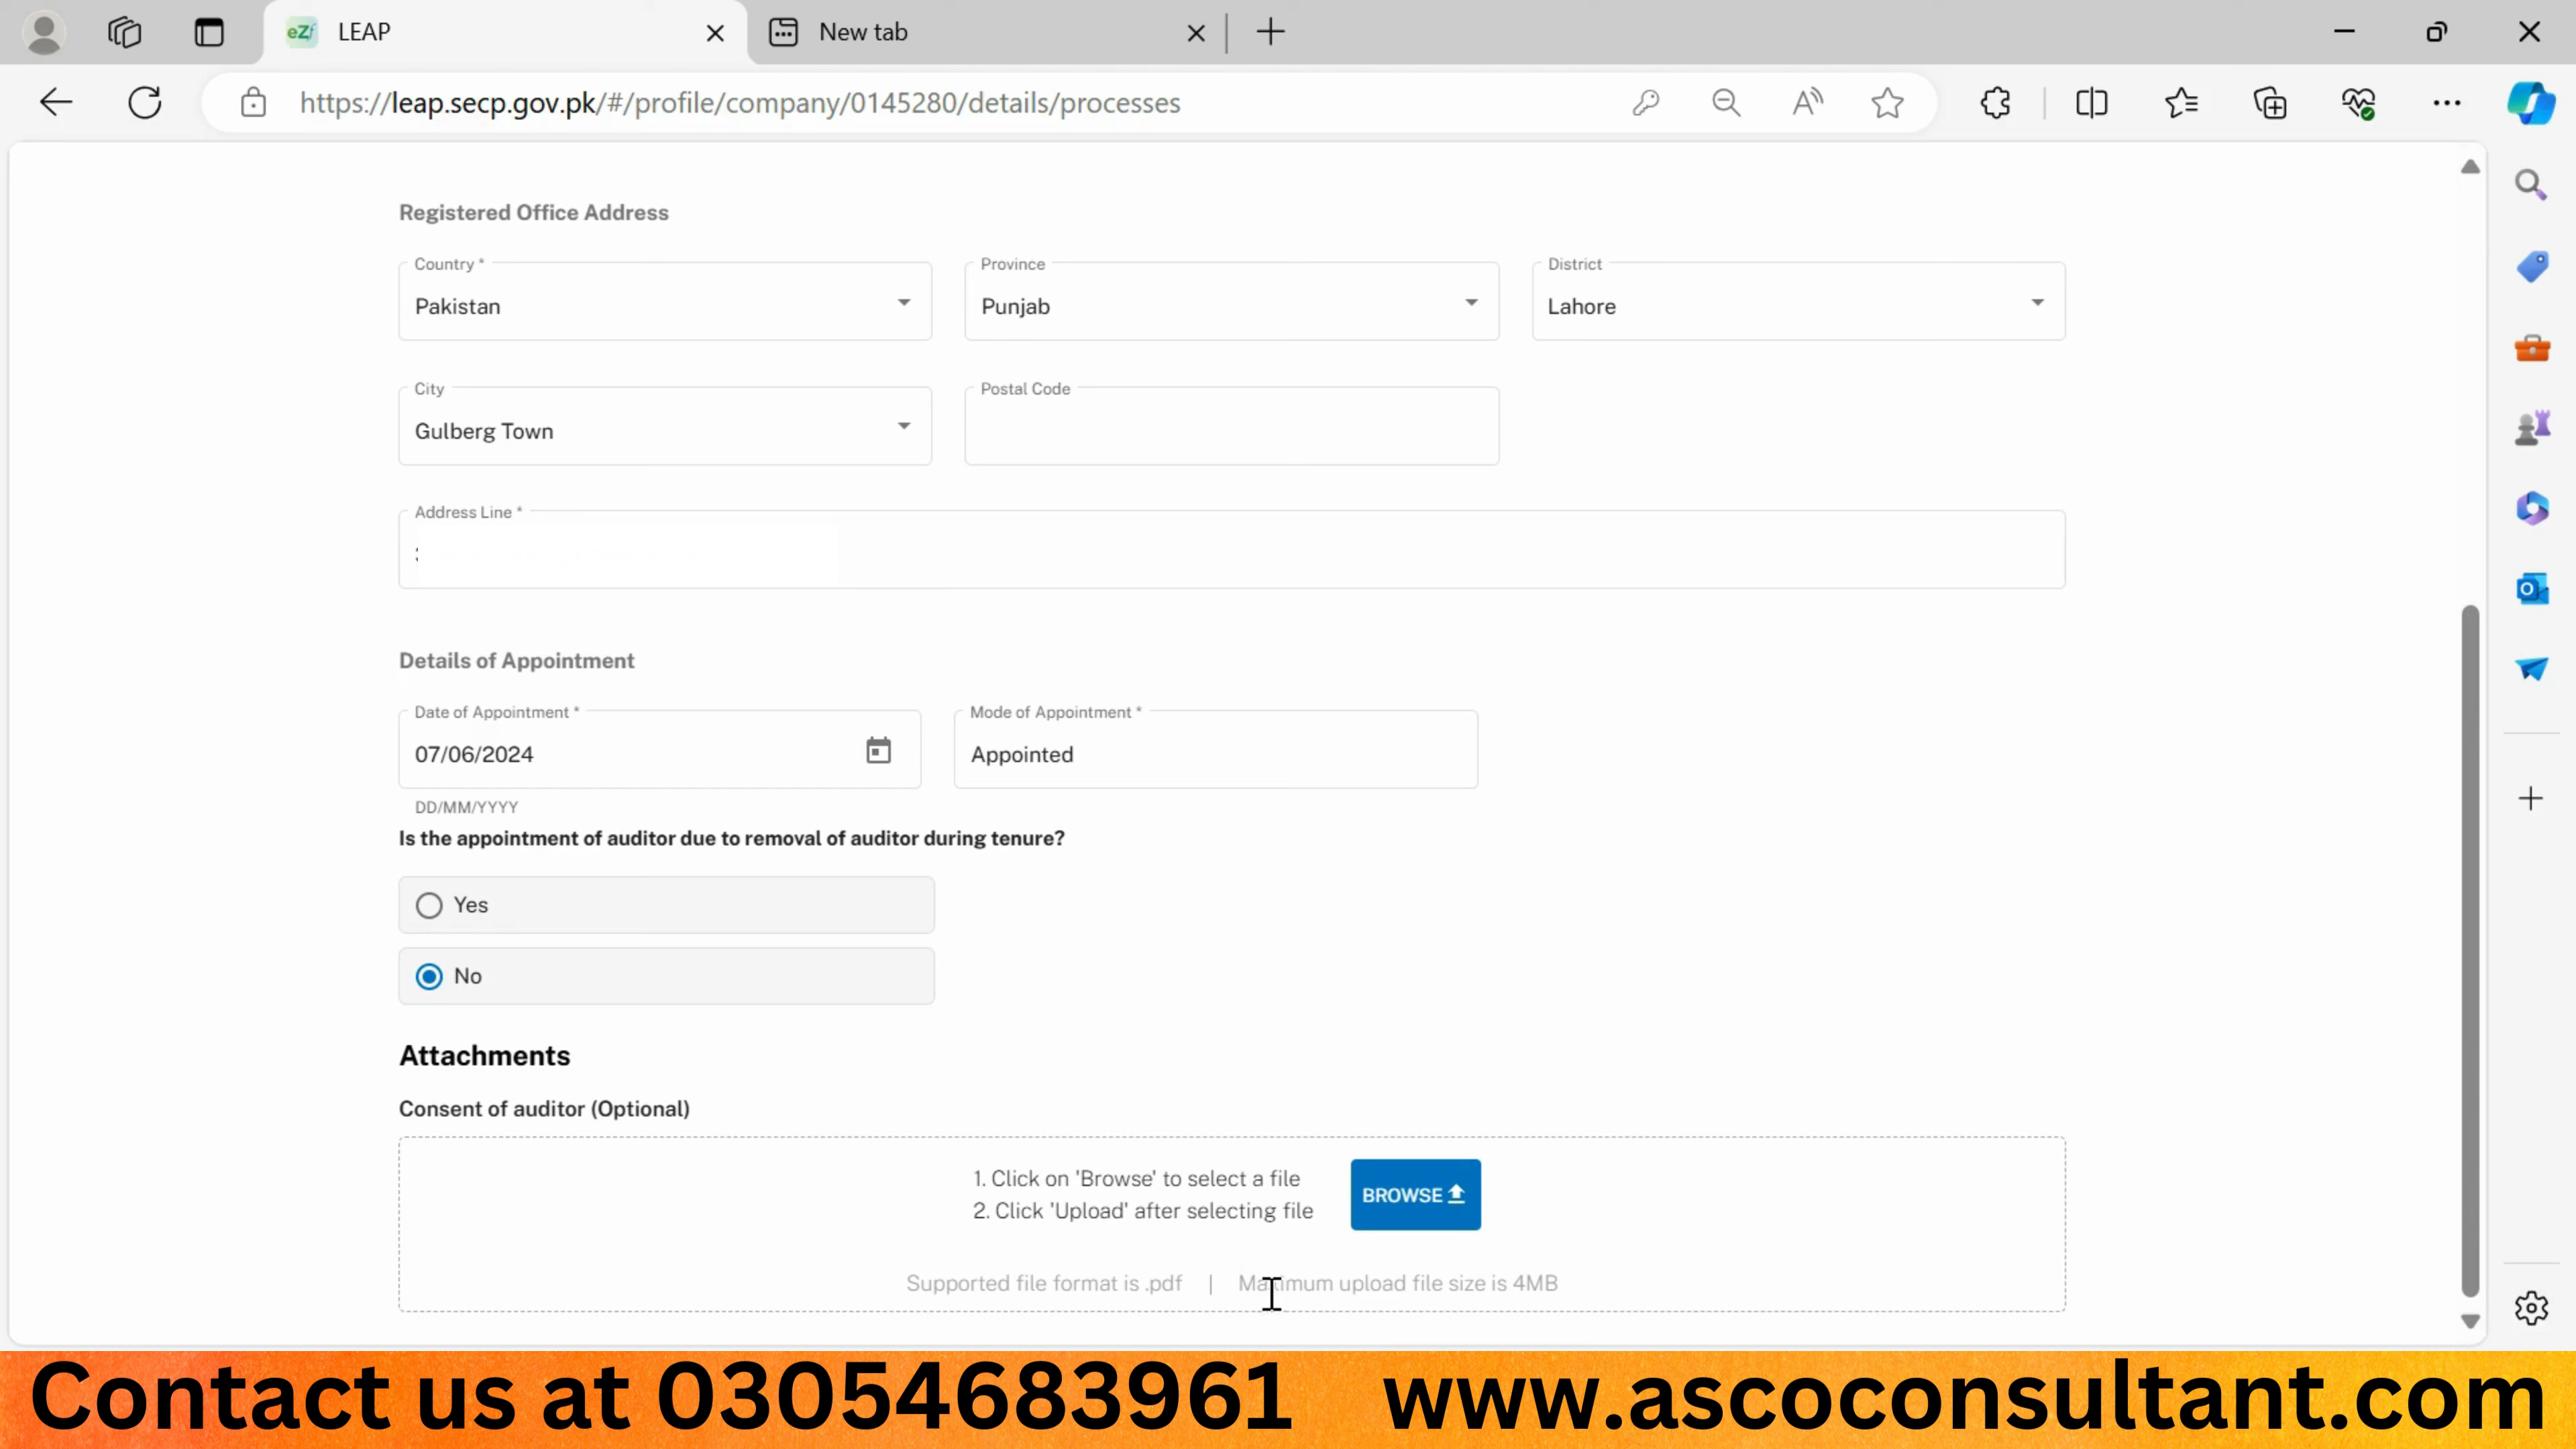 LEAP
New tab
https://leap.secp.gov.pk/#/profile/company/0145280/details/processes
Registered Office Address
Country *
Province
District
Pakistan
Punjab
Lahore
City
Postal Code
Gulberg Town
Address Line *
Details of Appointment
Date of Appointment *
Mode of Appointment *
07/06/2024
Appointed
DD/MM/YYYY
Is the appointment of auditor due to removal of auditor during tenure?
Yes
No
Attachments
Consent of auditor (Optional)
1. Click on 'Browse' to select a file
2. Click 'Upload' after selecting file
BROWSE
Supported file format is .pdf | Maximum upload file size is 4MB
Contact us at 03054683961 www.ascoconsultant.com